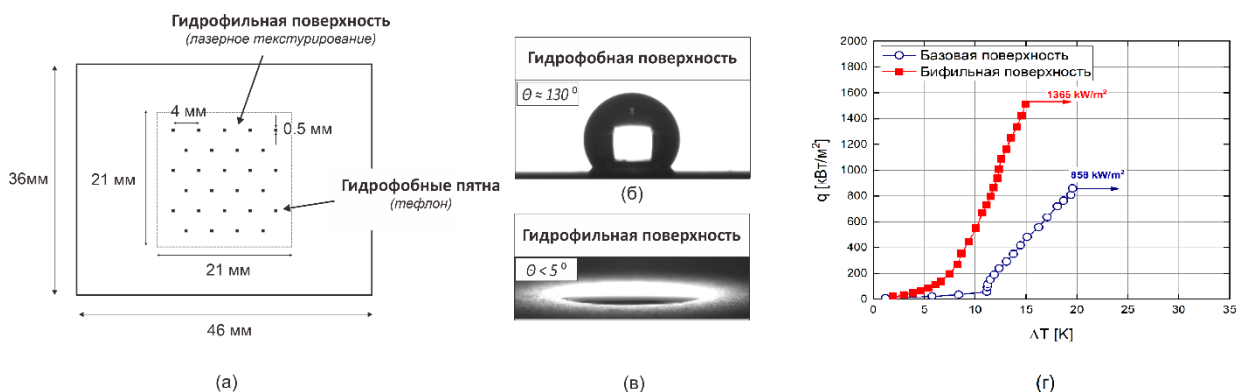 Гидрофильная поверхность
(лазерное текстурирование)
4 мм
0.5 мм
36мм
21 мм
Гидрофобные пятна
(тефлон)
21 мм
46 мм
(а)
Гидрофобная поверхность
Θ ≈ 130 ⁰
(б)
Гидрофильная поверхность
Θ < 5 ⁰
(в)
Базовая поверхность
Бифильная поверхность
1365 kW/m²
858 kW/m²
q [кВт/м²]
2000
1800
1600
1400
1200
1000
800
600
400
200
0
0 5 10 15 20 25 30 35
ΔT [K]
(г)